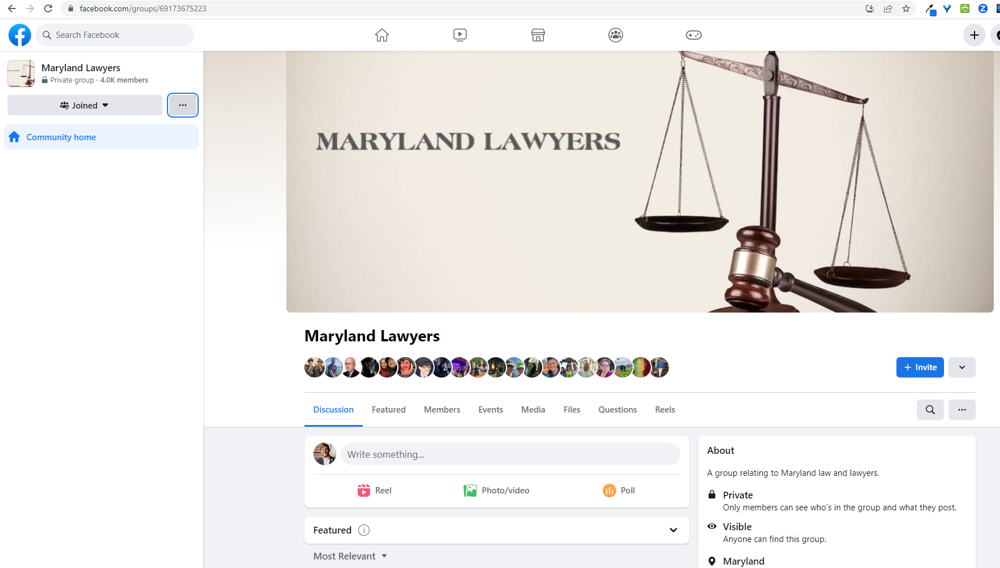 facebook.com/groups/69173675223
Search Facebook
Maryland Lawyers
Private group · 4.0K members
Joined
Community home
MARYLAND LAWYERS
Maryland Lawyers
+ Invite
Discussion Featured Members Events Media Files Questions Reels
Write something...
Reel Photo/video Poll
Featured
Most Relevant
About
A group relating to Maryland law and lawyers.
Private
Only members can see who's in the group and what they post.
Visible
Anyone can find this group.
Maryland